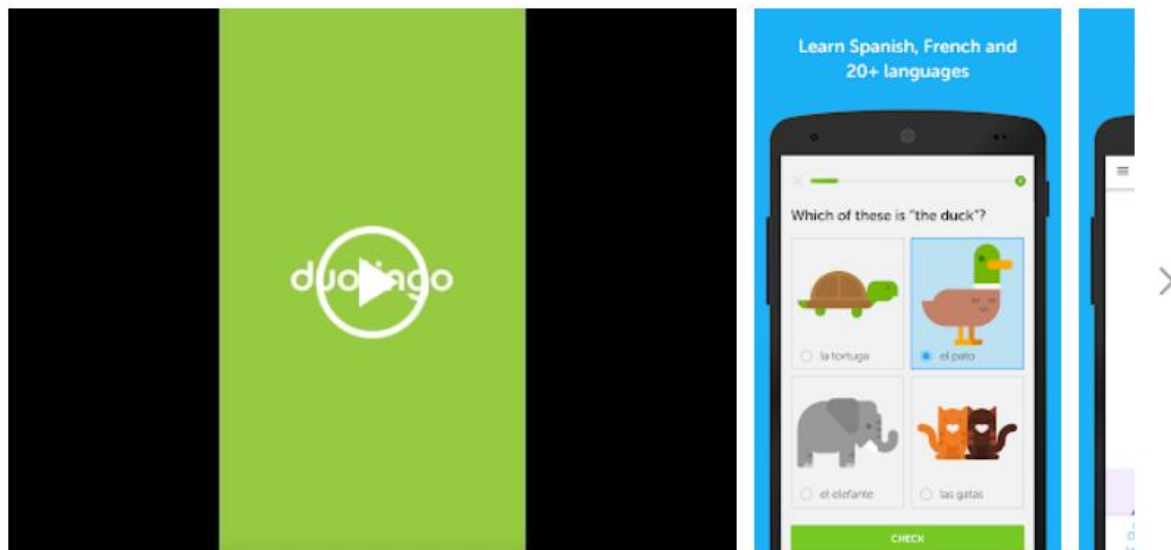 duolingo
Learn Spanish, French and
20+ languages
Which of these is "the duck"?
la tortuga
el pato
el elefante
las gatas
CHECK